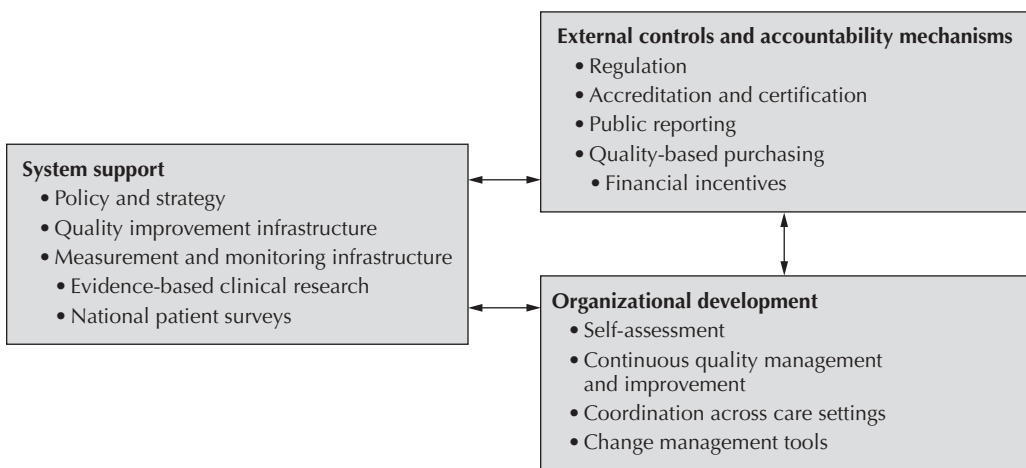 External controls and accountability mechanisms
• Regulation
• Accreditation and certification
• Public reporting
• Quality-based purchasing
• Financial incentives
System support
• Policy and strategy
• Quality improvement infrastructure
• Measurement and monitoring infrastructure
• Evidence-based clinical research
• National patient surveys
Organizational development
• Self-assessment
• Continuous quality management
and improvement
• Coordination across care settings
• Change management tools